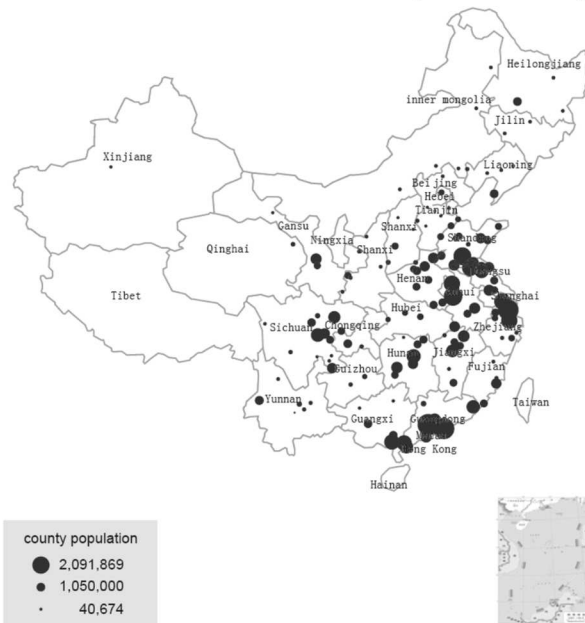 Heilongjiang
inner mongolia
Jilin
Xinjiang
Liaoning
Beijing
Hebei
Tianjin
Gansu
Shanxi
Shandong
Ningxia
Shanxi
Qinghai
Henan
Tibet
Shanghai
Hubei
Chongqing
Sichuan
Zhejiang
Hunan
Jiangxi
Guizhou
Fujian
Yunnan
Taiwan
Guangxi
Guangdong
Hong Kong
Hainan
county population
2,091,869
1,050,000
40,674